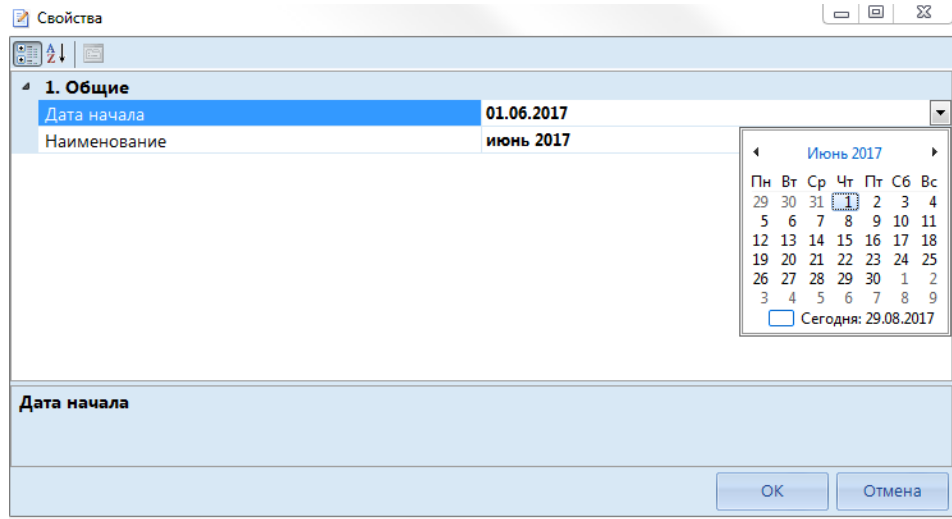 Свойства
1. Общие
Дата начала 01.06.2017
Наименование июнь 2017
Июнь 2017
Пн Вт Ср Чт Пт Сб Вс
29 30 31 1 2 3 4
5 6 7 8 9 10 11
12 13 14 15 16 17 18
19 20 21 22 23 24 25
26 27 28 29 30 1 2
3 4 5 6 7 8 9
Сегодня: 29.08.2017
Дата начала
ОК Отмена